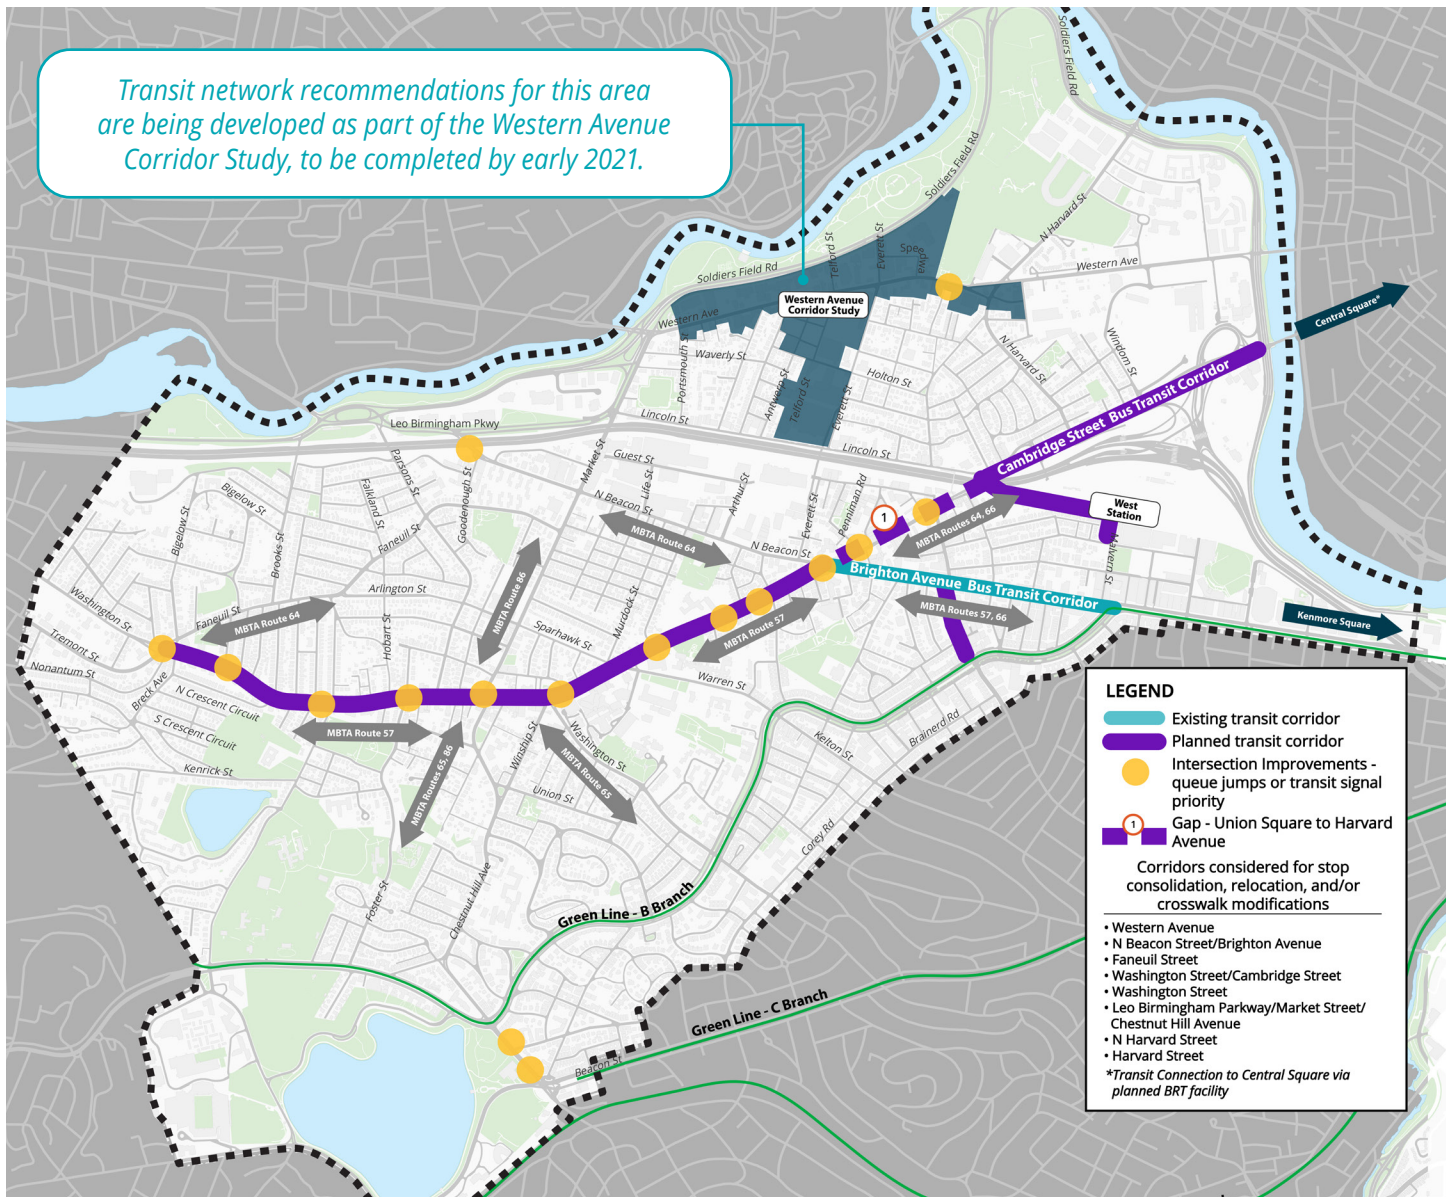 Transit network recommendations for this area
are being developed as part of the Western Avenue
Corridor Study, to be completed by early 2021.
Soldiers Field Rd
Soldiers Field Rd
N Harvard St
Telford St
Everett St
Western Ave
Soldiers Field Rd
Western Avenue
Corridor Study
Western Ave
Central Square*
Portsmouth St
Waverly St
Antwerp St
Telford St
Everett St
Holton St
N Harvard St
Windom St
Cambridge Street Bus Transit Corridor
Lincoln St
Leo Birmingham Pkwy
Lincoln St
Market St
Guest St
Life St
N Beacon St
Arthur St
Everett St
Penniman Rd
Parsons St
Goodenough St
Falkland St
Bigelow St
Bigelow St
Faneuil St
Brooks St
MBTA Route 64
N Beacon St
1
MBTA Routes 64, 66
West
Station
Malvern St
Brighton Avenue Bus Transit Corridor
MBTA Routes 57, 66
Kenmore Square
Arlington St
MBTA Route 86
Murdock St
Sparhawk St
MBTA Route 57
Washington St
Faneuil St
MBTA Route 64
Hobart St
Tremont St
Nonantum St
Breck Ave
N Crescent Circuit
S Crescent Circuit
Kenrick St
MBTA Route 57
MBTA Routes 65, 86
Winship St
Washington St
MBTA Route 65
Union St
Warren St
Kelton St
Brainerd Rd
Corey Rd
Foster St
Chestnut Hill Ave
Green Line - B Branch
Green Line - C Branch
Beacon St
LEGEND
Existing transit corridor
Planned transit corridor
Intersection Improvements -
queue jumps or transit signal
priority
1
Gap - Union Square to Harvard
Avenue
Corridors considered for stop
consolidation, relocation, and/or
crosswalk modifications
• Western Avenue
• N Beacon Street/Brighton Avenue
• Faneuil Street
• Washington Street/Cambridge Street
• Washington Street
• Leo Birmingham Parkway/Market Street/
Chestnut Hill Avenue
• N Harvard Street
• Harvard Street
*Transit Connection to Central Square via
planned BRT facility